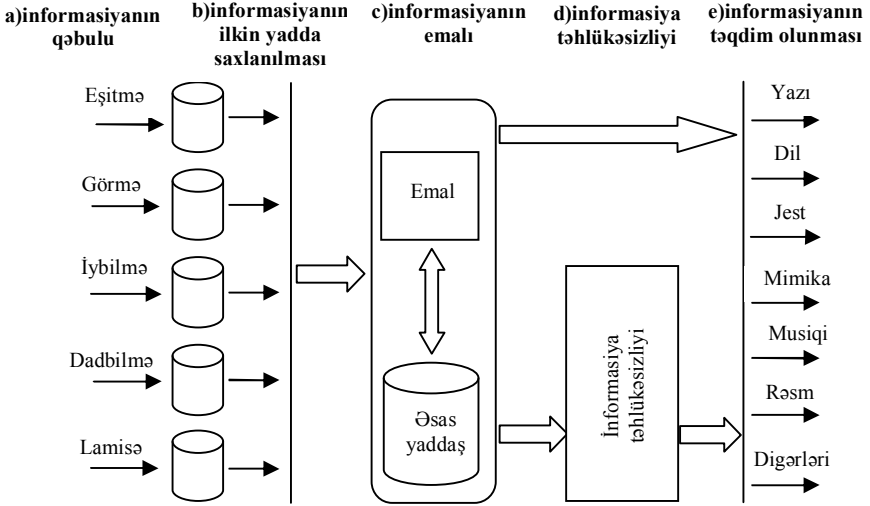 a)informasiyanın
qəbulu
b)informasiyanın
ilkin yadda
saxlanılması
c)informasiyanın
emalı
d)informasiya
təhlükəsizliyi
e)informasiyanın
təqdim olunması
Eşitmə
Görmə
İybilmə
Dadbilmə
Lamisə
Emal
Əsas
yaddaş
İnformasiya
təhlükəsizliyi
Yazı
Dil
Jest
Mimika
Musiqi
Rəsm
Digərləri